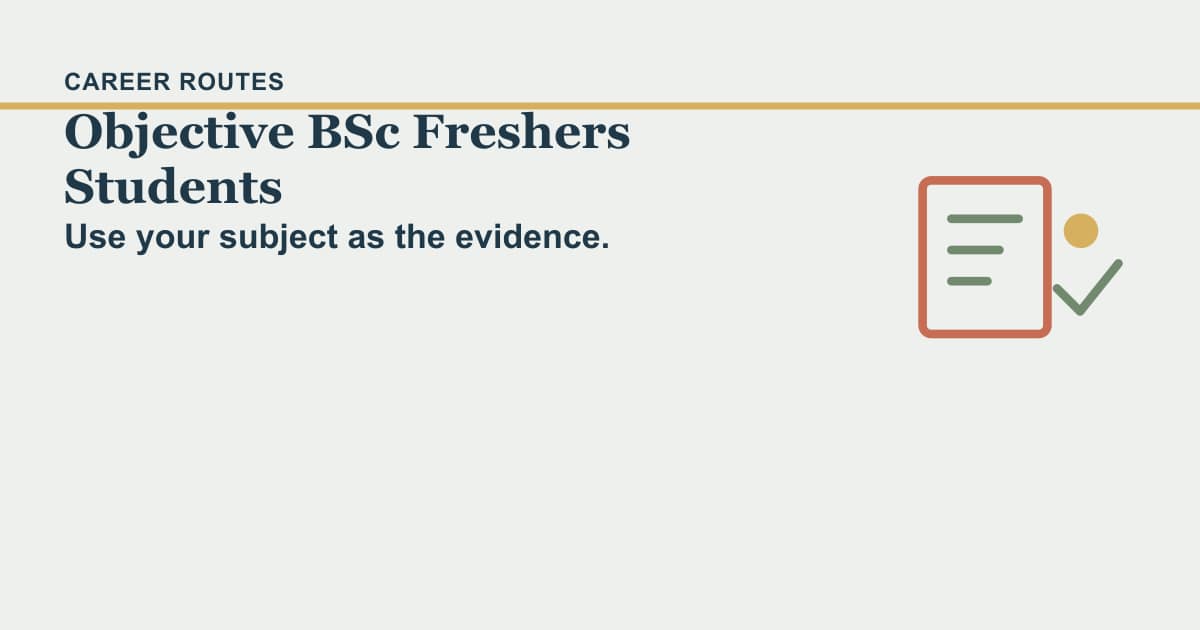 CAREER ROUTES
Objective BSc Freshers
Students
Use your subject as the evidence.